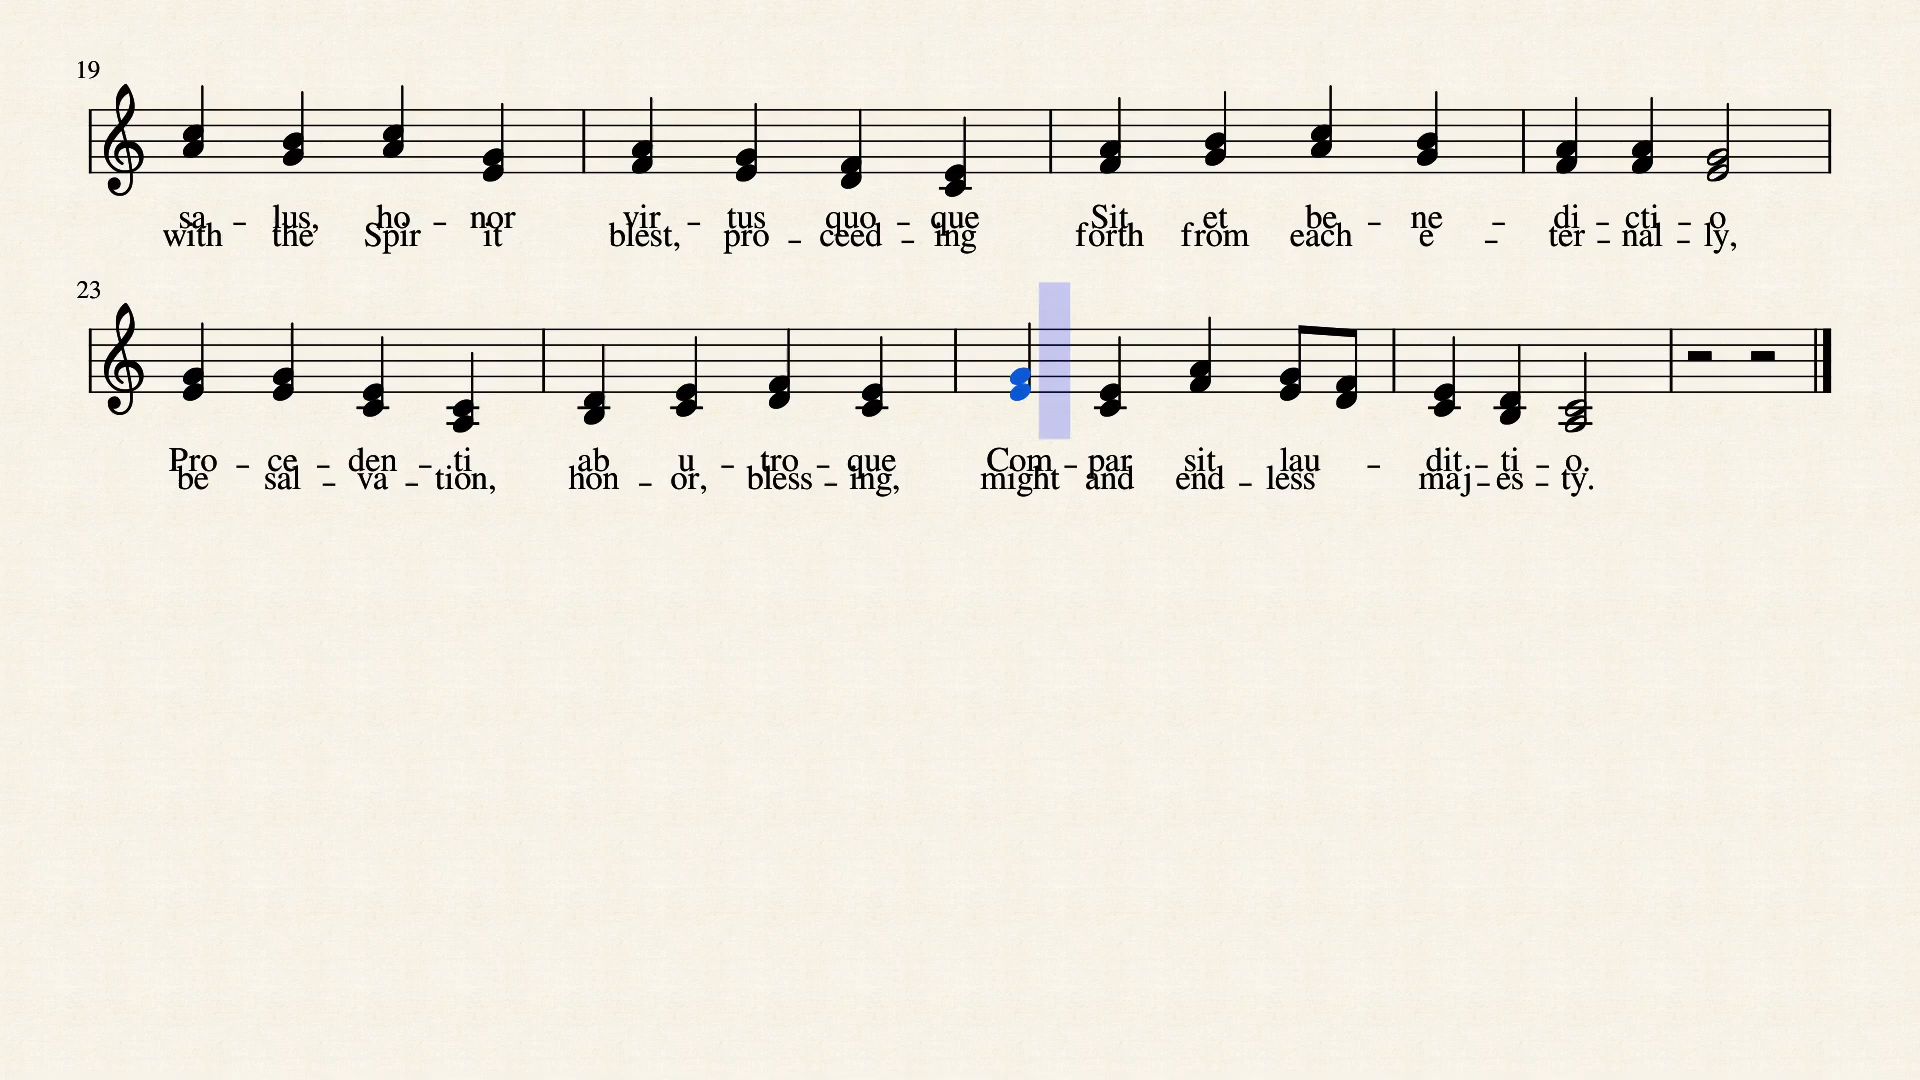 19
sa – lus, ho – nor vir – tus quo – que Sit et be – ne – di – cti – o
with the Spir – it blest, pro – ceed – ing forth from each e – ter – nal – ly,
23
Pro – ce – den – ti ab u – tro – que Com – par sit lau – dit – ti – o.
be sal – va – tion, hon – or, bless – ing, might and end – less maj – es – ty.